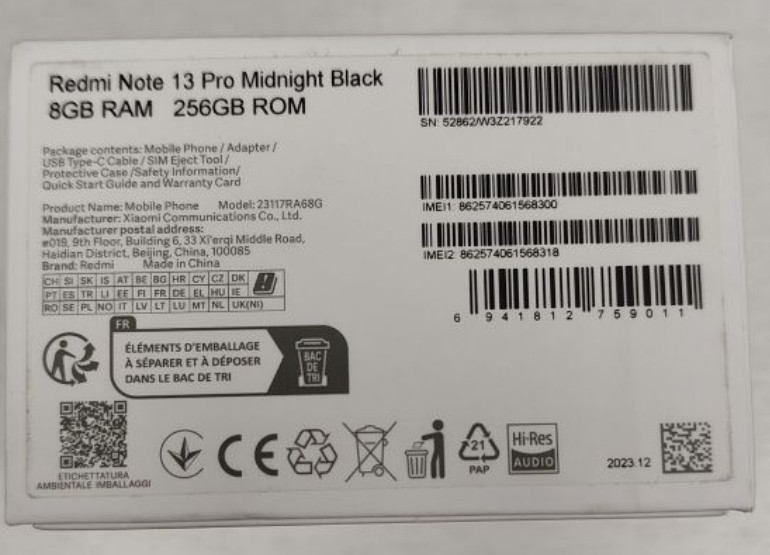 Redmi Note 13 Pro Midnight Black
8GB RAM 256GB ROM
SN: 52862/W3Z217922
Package contents: Mobile Phone / Adapter /
USB Type-C Cable / SIM Eject Tool /
Protective Case /Safety Information/
Quick Start Guide and Warranty Card
IMEI1: 862574061568300
Product Name: Mobile Phone Model: 23117RA68G
Manufacturer: Xiaomi Communications Co., Ltd.
Manufacturer postal address:
#019, 9th Floor, Building 6, 33 Xi'erqi Middle Road,
Haidian District, Beijing, China, 100085
Brand: Redmi Made in China
IMEI2: 862574061568318
CH SI SK IS AT BE BG HR CY CZ DK
PT ES TR LI EE FI FR DE EL HU IE
RO SE PL NO IT LV LT LU MT NL UK(NI)
6 941812 759011
FR
ÉLÉMENTS D'EMBALLAGE
À SÉPARER ET À DÉPOSER
DANS LE BAC DE TRI
BAC
DE
TRI
ETICHETTATURA
AMBIENTALE IMBALLAGGI
CE
21
PAP
Hi-Res
AUDIO
2023.12